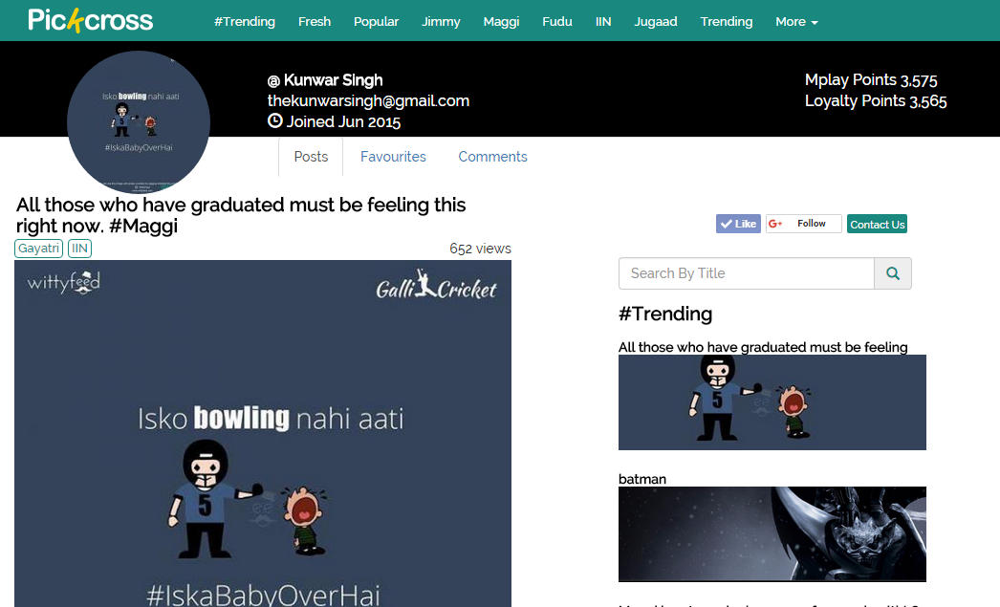 Pickcross
#Trending Fresh Popular Jimmy Maggi Fudu IIN Jugaad Trending More
Isko bowling nahi aati
#IskaBabyOverHai
@ Kunwar Singh
thekunwarsingh@gmail.com
Joined Jun 2015
Mplay Points 3,575
Loyalty Points 3,565
Posts Favourites Comments
All those who have graduated must be feeling this
right now. #Maggi
Gayatri IIN 652 views
wittyfeed
Galli Cricket
Isko bowling nahi aati
5
#IskaBabyOverHai
Like G+ Follow Contact Us
Search By Title
#Trending
All those who have graduated must be feeling
5
batman